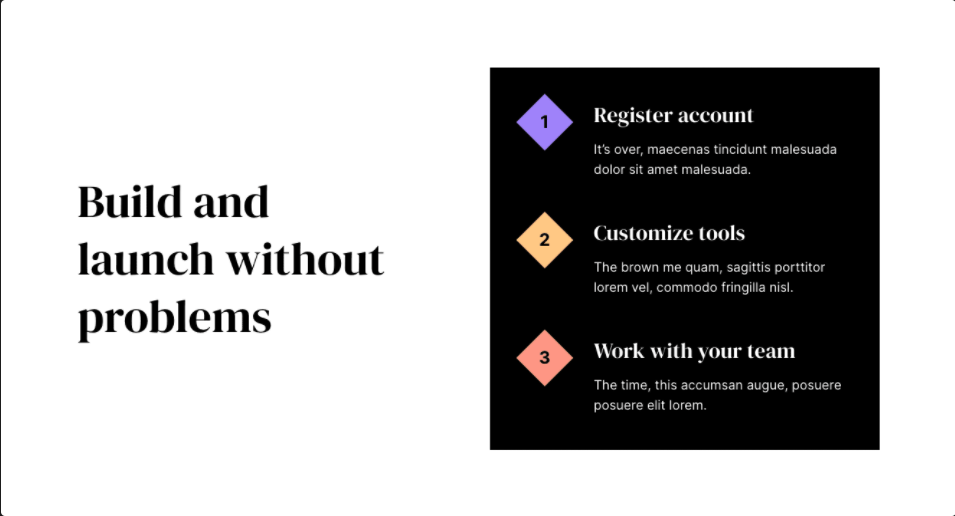 Build and
launch without
problems
1
Register account
It’s over, maecenas tincidunt malesuada
dolor sit amet malesuada.
2
Customize tools
The brown me quam, sagittis porttitor
lorem vel, commodo fringilla nisl.
3
Work with your team
The time, this accumsan augue, posuere
posuere elit lorem.